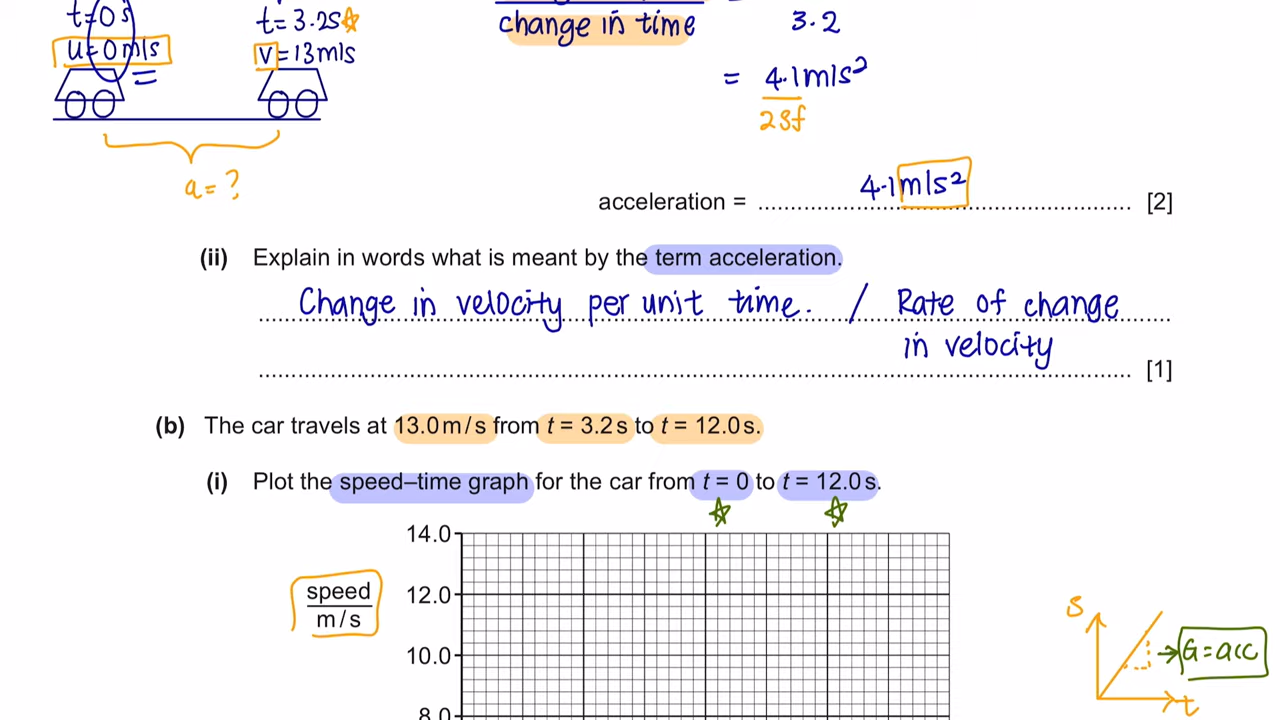 t=0s
u=0m/s
t=3.2s
v=13m/s
change in time
3.2
= 4.1m/s²
2sf
a=?
acceleration = 4.1m/s² [2]
(ii) Explain in words what is meant by the term acceleration.
Change in velocity per unit time. / Rate of change
in velocity
[1]
(b) The car travels at 13.0 m/s from t = 3.2 s to t = 12.0 s.
(i) Plot the speed–time graph for the car from t = 0 to t = 12.0 s.
14.0
speed
m/s
12.0
10.0
8.0
s
G=acc
t